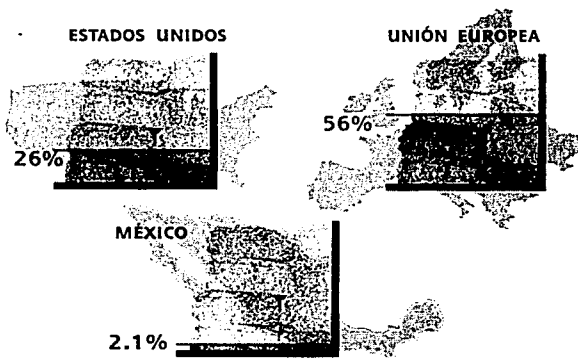 ESTADOS UNIDOS
UNIÓN EUROPEA
56%
26%
MÉXICO
2.1%